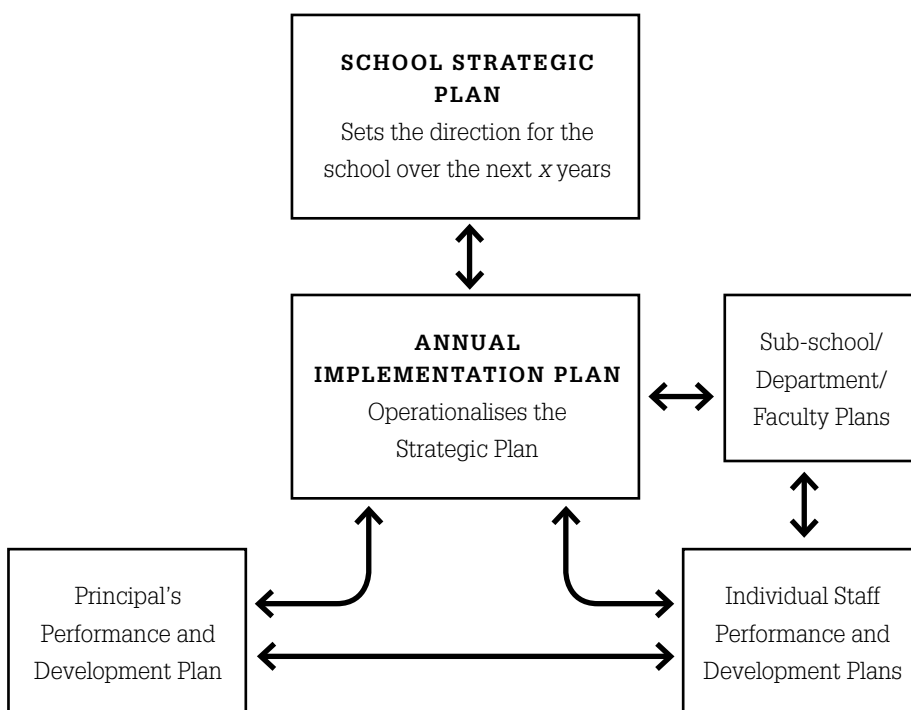 SCHOOL STRATEGIC
PLAN
Sets the direction for the
school over the next x years
ANNUAL
IMPLEMENTATION PLAN
Operationalises the
Strategic Plan
Sub-school/
Department/
Faculty Plans
Principal's
Performance and
Development Plan
Individual Staff
Performance and
Development Plans